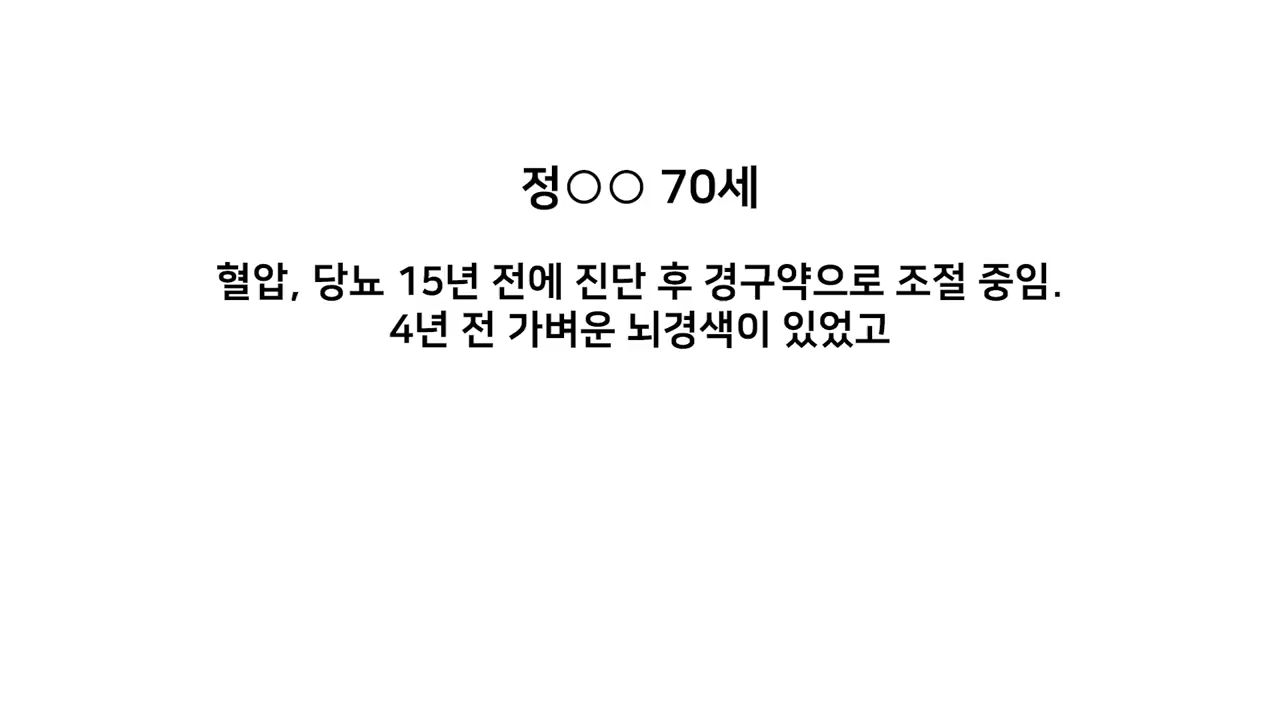 정○○ 70세
혈압, 당뇨 15년 전에 진단 후 경구약으로 조절 중임.
4년 전 가벼운 뇌경색이 있었고